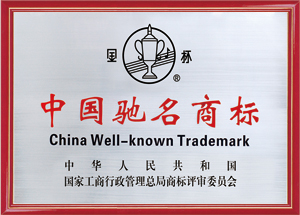 星 杯
®
中国驰名商标
China Well-known Trademark
中华人民共和国
国家工商行政管理总局商标评审委员会